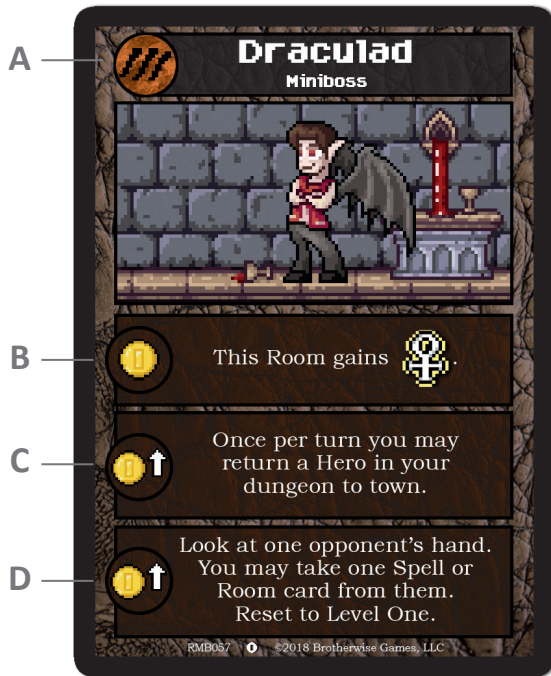 A
Draculad
Miniboss
B
This Room gains .
C
Once per turn you may
return a Hero in your
dungeon to town.
D
Look at one opponent's hand.
You may take one Spell or
Room card from them.
Reset to Level One.
RMB057 ©2018 Brotherwise Games, LLC